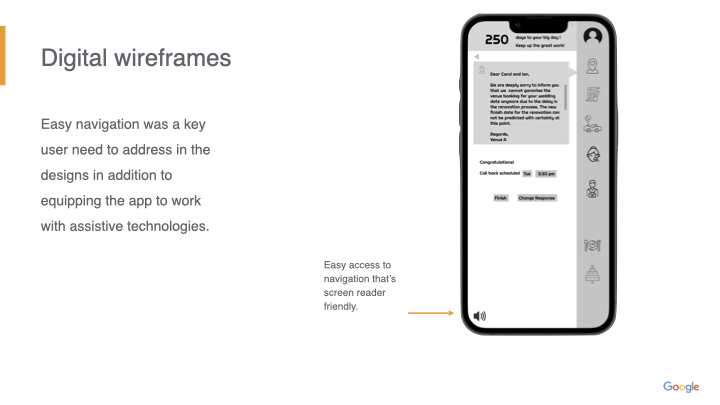 Digital wireframes
Easy navigation was a key
user need to address in the
designs in addition to
equipping the app to work
with assistive technologies.
Easy access to
navigation that's
screen reader
friendly.
250
days to your big day !
Keep up the great work!
Dear Carol and Ian,
We are deeply sorry to inform you
that we cannot garantee the
venue booking for your wedding
date anymore due to the delay in
the renovation process. The new
finish date for the renovation can
not be predicted with certainty at
this point.
Regards,
Venue A
Congratulations!
Call back scheduled Tue 5:50 pm
Finish Change Response
Google